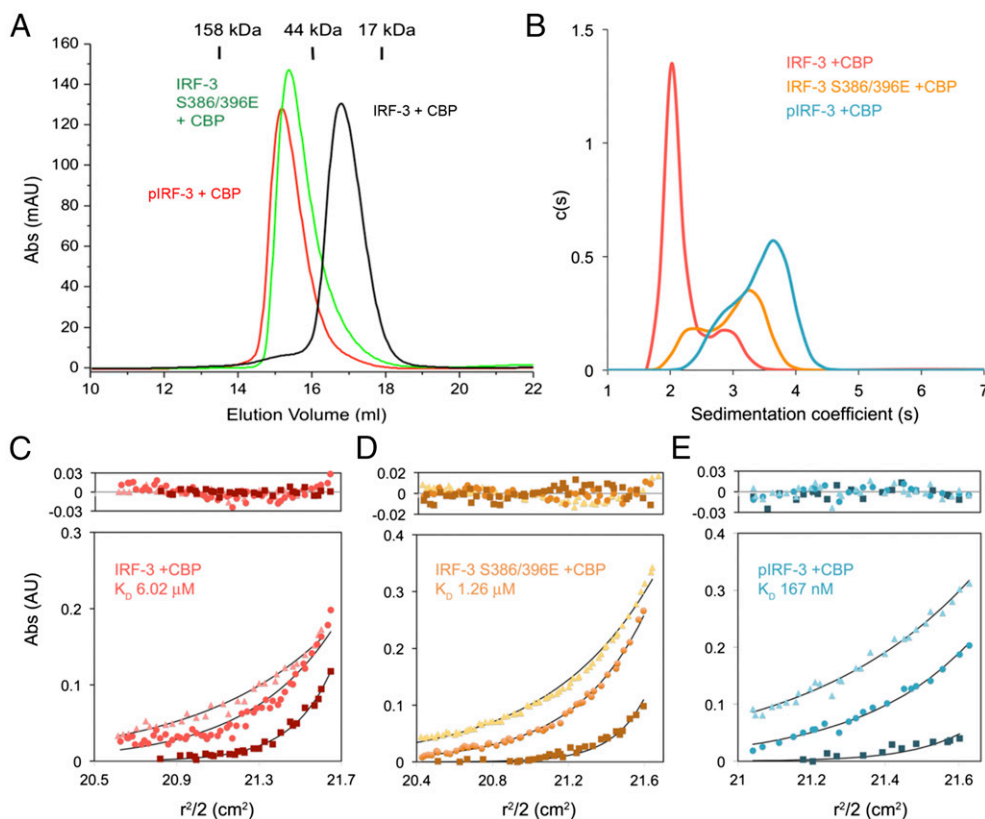 A
158 kDa 44 kDa 17 kDa
160
140
120
100
80
60
40
20
0
Abs (mAU)
IRF-3
S386/396E
+ CBP
IRF-3 + CBP
pIRF-3 + CBP
10 12 14 16 18 20 22
Elution Volume (ml)
B
1.5
1
0.5
0
c(s)
IRF-3 +CBP
IRF-3 S386/396E +CBP
pIRF-3 +CBP
1 2 3 4 5 6 7
Sedimentation coefficient (s)
C
0.03
0
-0.03
0.3
0.2
0.1
0
Abs (AU)
IRF-3 +CBP
K_D 6.02 μM
20.5 20.9 21.3 21.7
r²/2 (cm²)
D
0.02
0
-0.02
0.4
0.3
0.2
0.1
0
IRF-3 S386/396E +CBP
K_D 1.26 μM
20.4 20.8 21.2 21.6
r²/2 (cm²)
E
0.03
0
-0.03
0.4
0.3
0.2
0.1
0
pIRF-3 +CBP
K_D 167 nM
21 21.2 21.4 21.6
r²/2 (cm²)